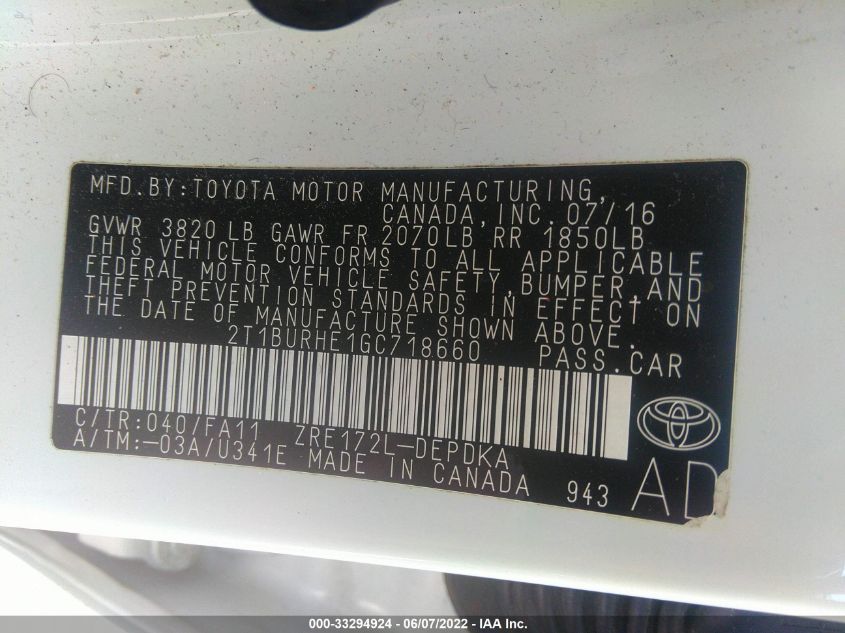 MFD.BY:TOYOTA MOTOR MANUFACTURING,
CANADA,INC. 07/16
GVWR 3820 LB GAWR FR 2070LB RR 1850LB
THIS VEHICLE CONFORMS TO ALL APPLICABLE
FEDERAL MOTOR VEHICLE SAFETY,BUMPER,AND
THEFT PREVENTION STANDARDS IN EFFECT ON
THE DATE OF MANUFACTURE SHOWN ABOVE.
2T1BURHE1GC718660 PASS.CAR
C/TR:040/FA11 ZRE172L-DEPDKA
A/TM:-03A/U341E MADE IN CANADA 943 AD
000-33294924 | 06/07/2022 - IAA Inc.